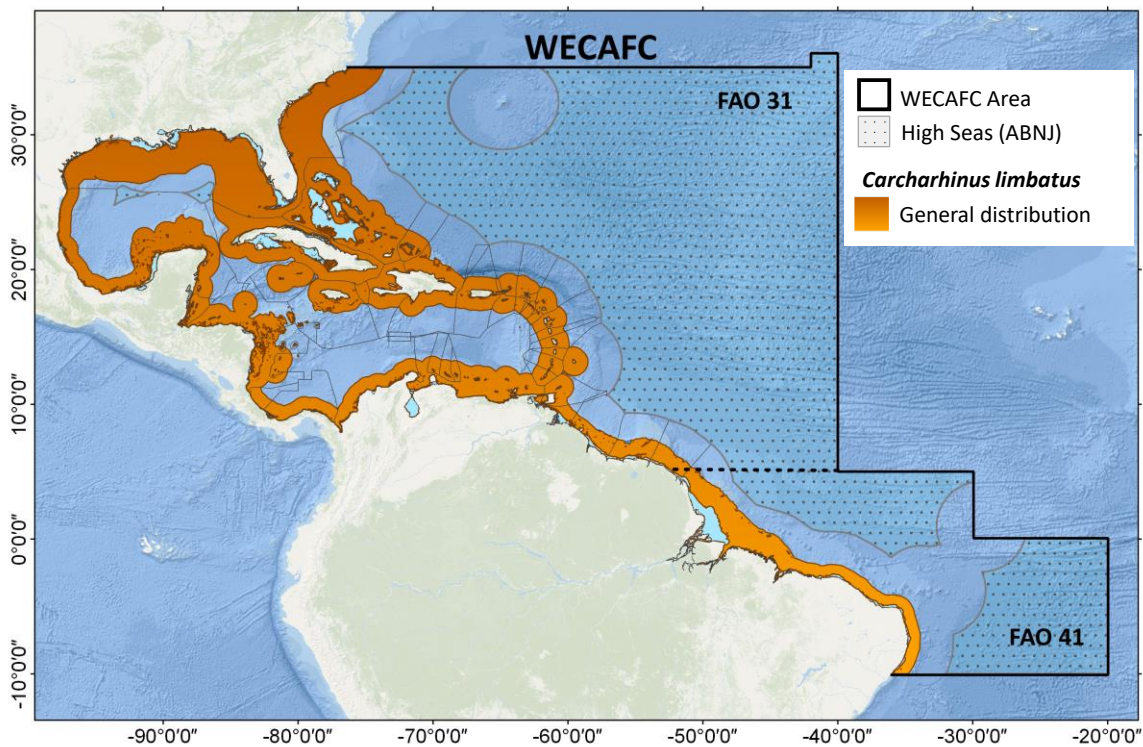 WECAFC
FAO 31
WECAFC Area
High Seas (ABNJ)
Carcharhinus limbatus
General distribution
FAO 41
30°0'0"
20°0'0"
10°0'0"
0°0'0"
-10°0'0"
-90°0'0"
-80°0'0"
-70°0'0"
-60°0'0"
-50°0'0"
-40°0'0"
-30°0'0"
-20°0'0"